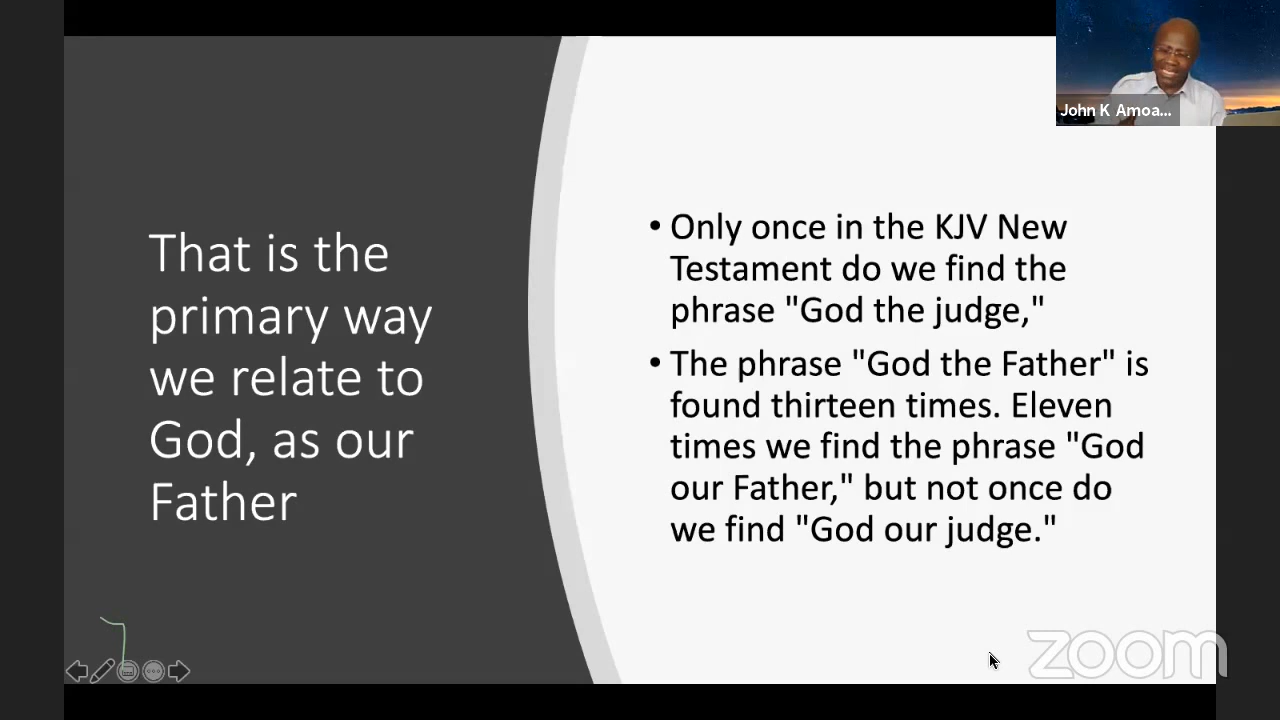 John K Amoa...
That is the
primary way
we relate to
God, as our
Father
• Only once in the KJV New
Testament do we find the
phrase "God the judge,"
• The phrase "God the Father" is
found thirteen times. Eleven
times we find the phrase "God
our Father," but not once do
we find "God our judge."
zoom